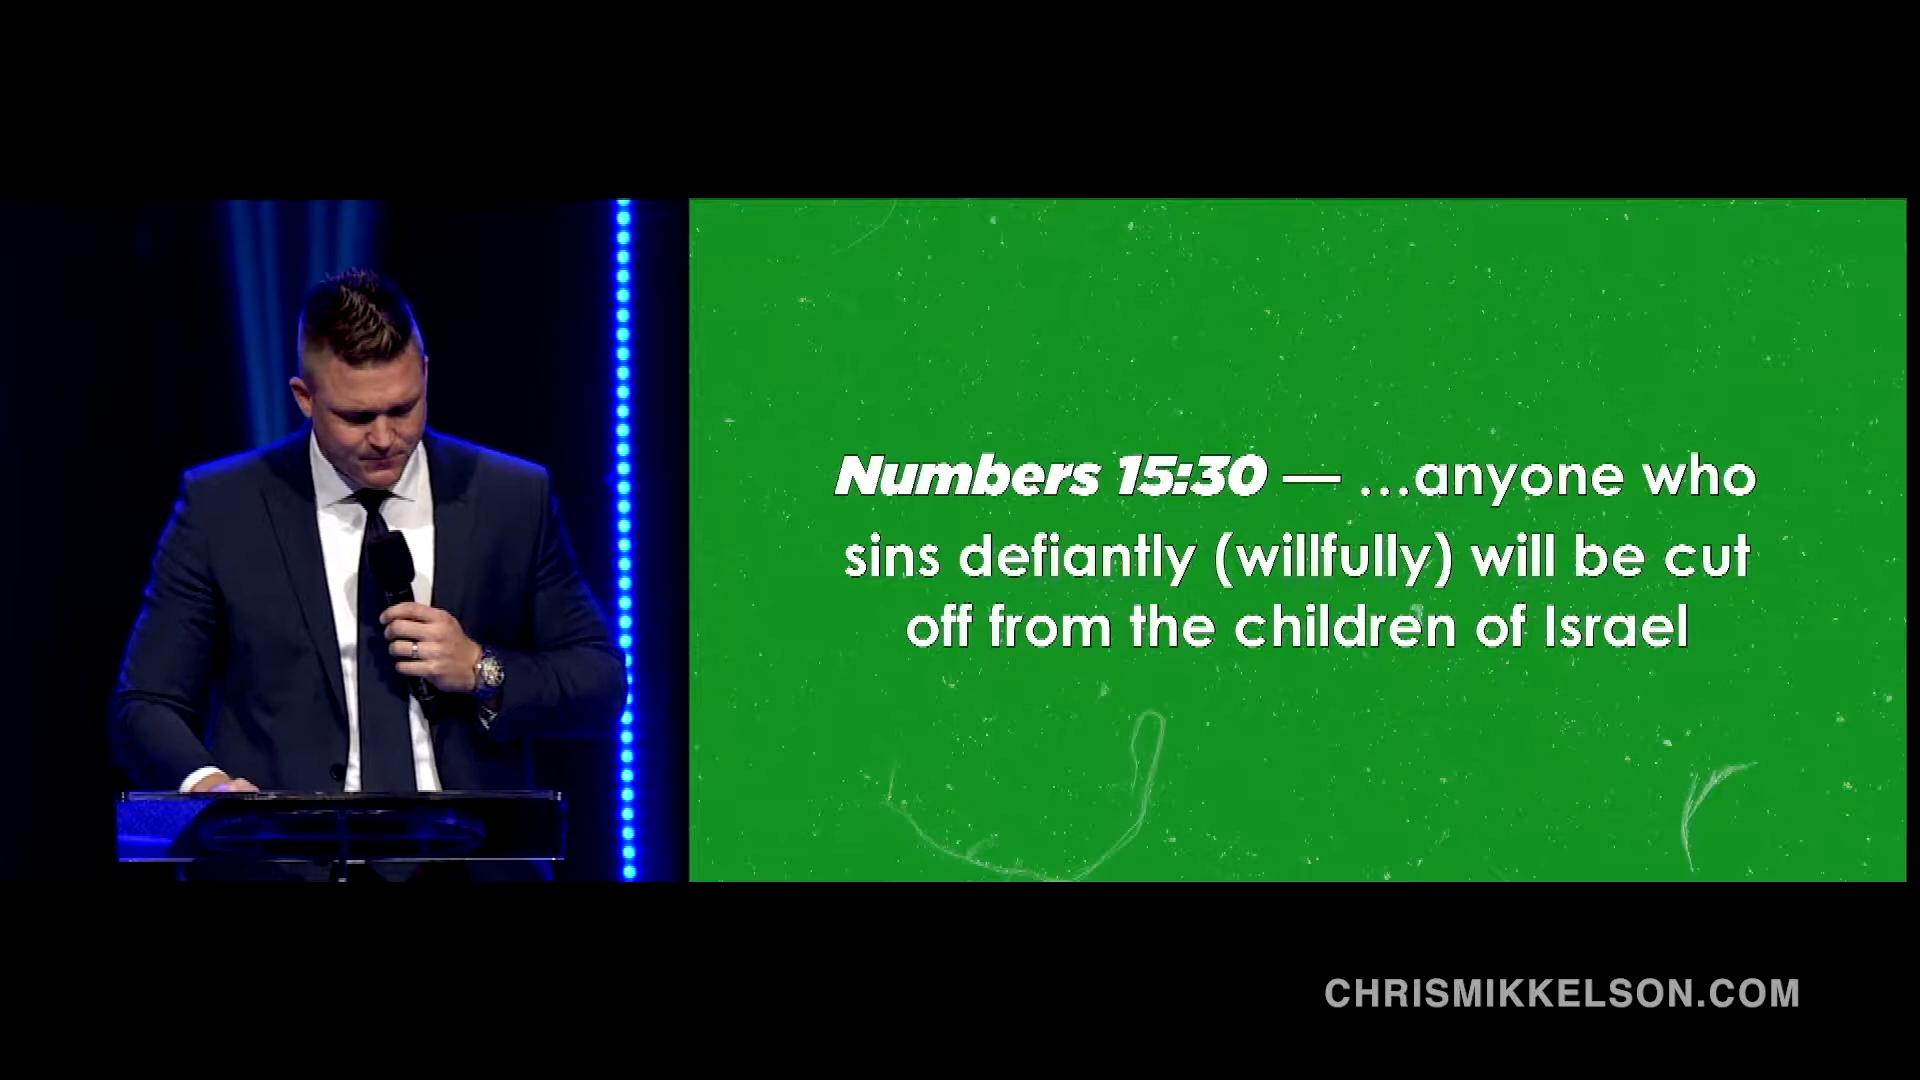 Numbers 15:30 — ...anyone who
sins defiantly (willfully) will be cut
off from the children of Israel
CHRISMIKKELSON.COM